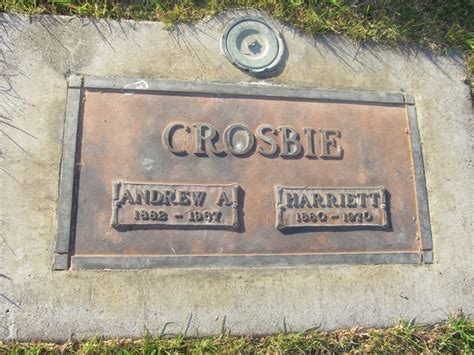 CROSBIE
ANDREW A.
1882 - 1967
HARRIETT
1880 - 1970